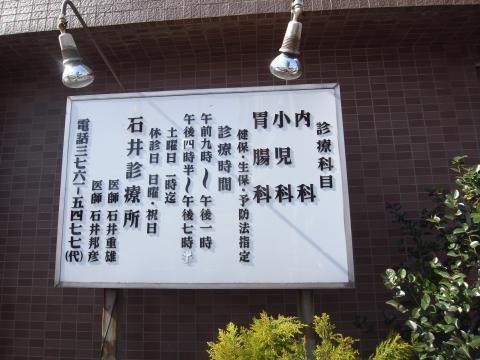 診療科目
内科
小児科
胃腸科
健保・生保・予防法指定
診療時間
午前九時〜午後一時
午後四時半〜午後七時半
土曜日 一時迄
休診日 日曜・祝日
石井診療所
医師 石井重雄
医師 石井邦彦
電話三七六一-五四七七(代)